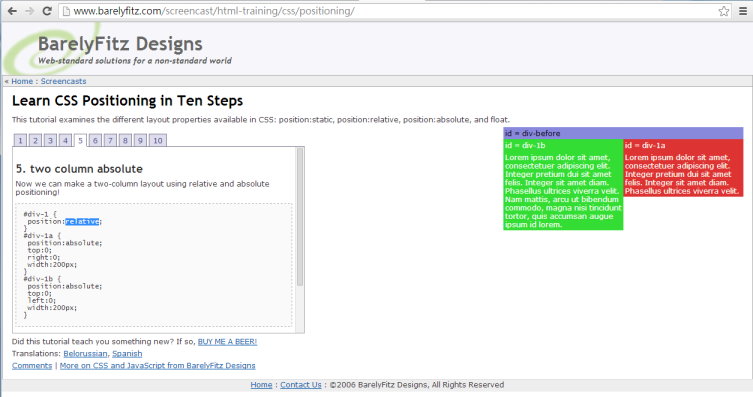 www.barelyfitz.com/screencast/html-training/css/positioning/
BarelyFitz Designs
Web-standard solutions for a non-standard world
« Home : Screencasts
Learn CSS Positioning in Ten Steps
This tutorial examines the different layout properties available in CSS: position:static, position:relative, position:absolute, and float.
1 2 3 4 5 6 7 8 9 10
5. two column absolute
Now we can make a two-column layout using relative and absolute
positioning!
#div-1 {
position:relative;
}
#div-1a {
position:absolute;
top:0;
right:0;
width:200px;
}
#div-1b {
position:absolute;
top:0;
left:0;
width:200px;
}
id = div-before
id = div-1b
Lorem ipsum dolor sit amet,
consectetuer adipiscing elit.
Integer pretium dui sit amet
felis. Integer sit amet diam.
Phasellus ultrices viverra velit.
Nam mattis, arcu ut bibendum
commodo, magna nisi tincidunt
tortor, quis accumsan augue
ipsum id lorem.
id = div-1a
Lorem ipsum dolor sit amet,
consectetuer adipiscing elit.
Integer pretium dui sit amet
felis. Integer sit amet diam.
Phasellus ultrices viverra velit.
Did this tutorial teach you something new? If so, BUY ME A BEER!
Translations: Belorussian, Spanish
Comments | More on CSS and JavaScript from BarelyFitz Designs
Home : Contact Us : ©2006 BarelyFitz Designs, All Rights Reserved